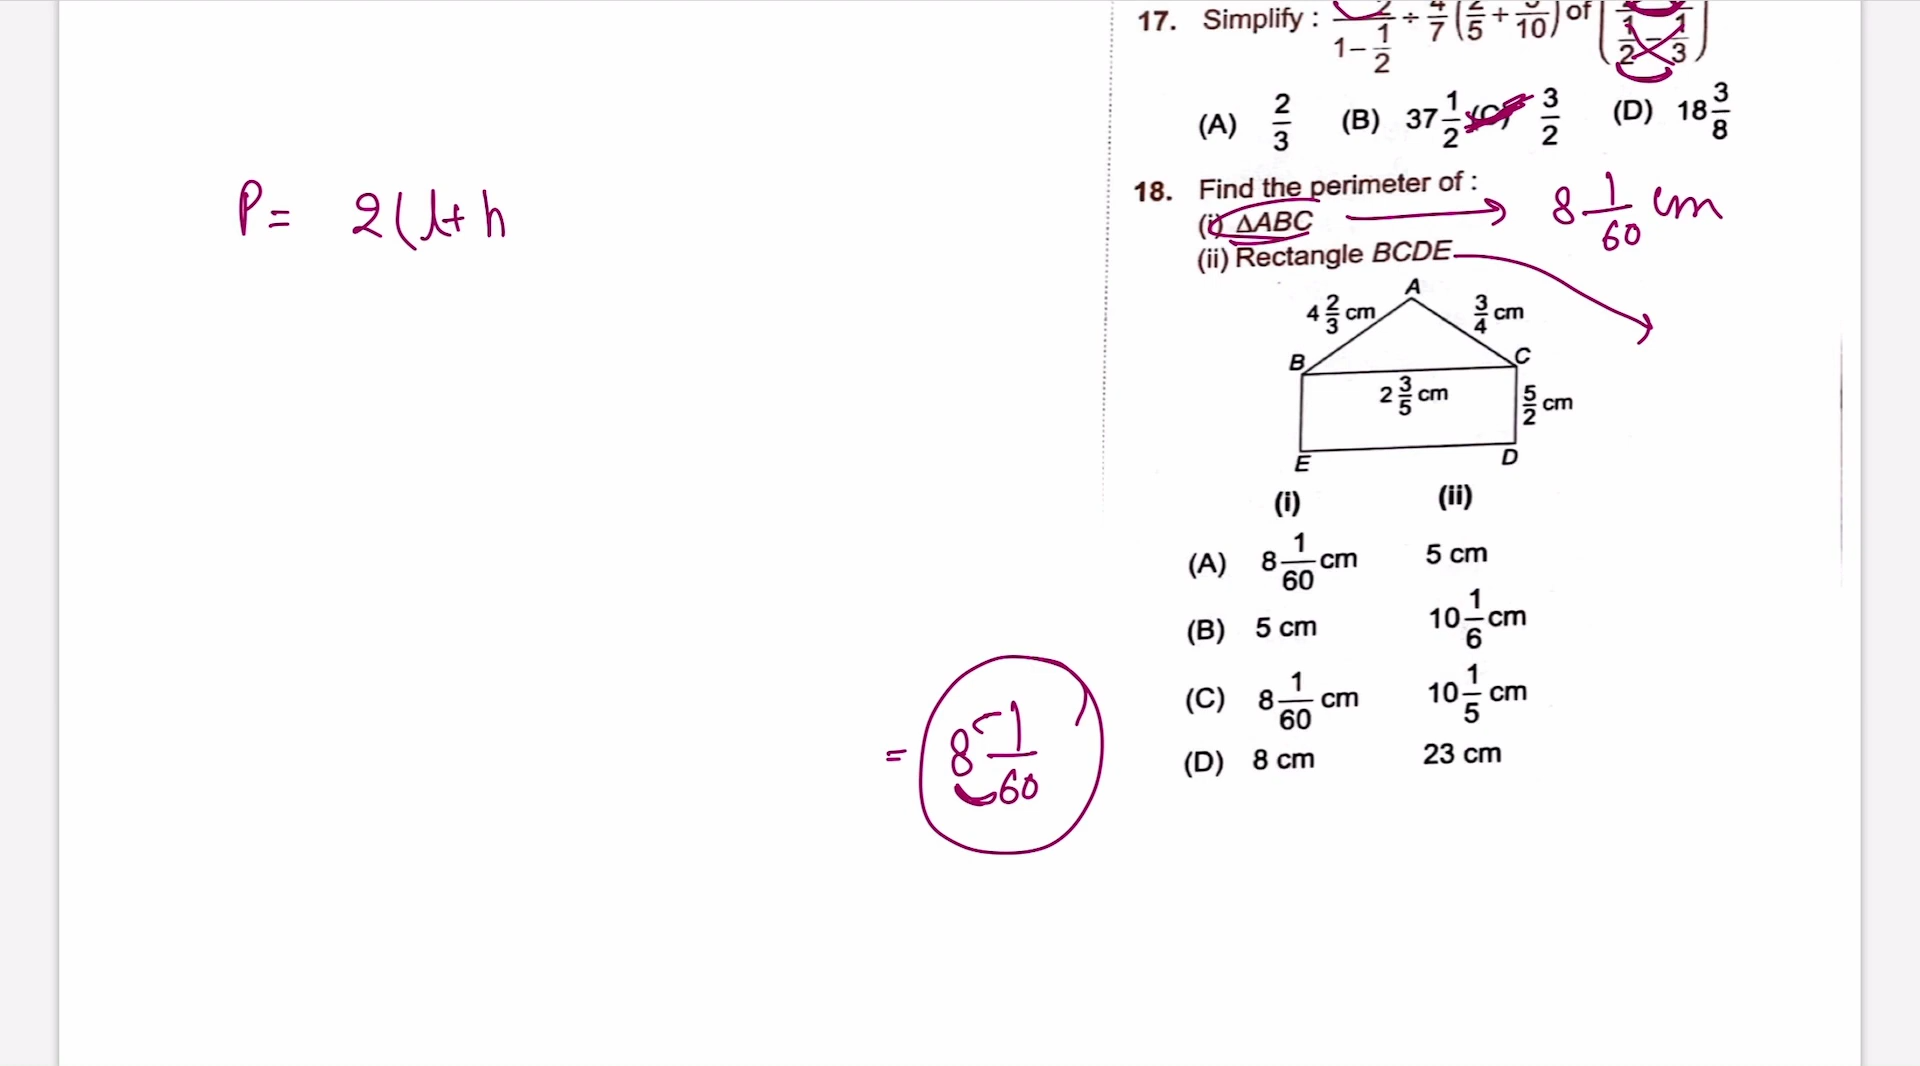 17. Simplify : 1-1/2 ÷ 4/7 (2/5 + /10) of (1/2 - 1/3)
(A) 2/3 (B) 37 1/2 (C) 3/2 (D) 18 3/8
18. Find the perimeter of :
(i) ΔABC → 8 1/60 cm
(ii) Rectangle BCDE
P = 2(l+h
A
4 2/3 cm 3/4 cm
B C
2 3/5 cm 5/2 cm
E D
(i) (ii)
(A) 8 1/60 cm 5 cm
(B) 5 cm 10 1/6 cm
(C) 8 1/60 cm 10 1/5 cm
(D) 8 cm 23 cm
= 8 1/60